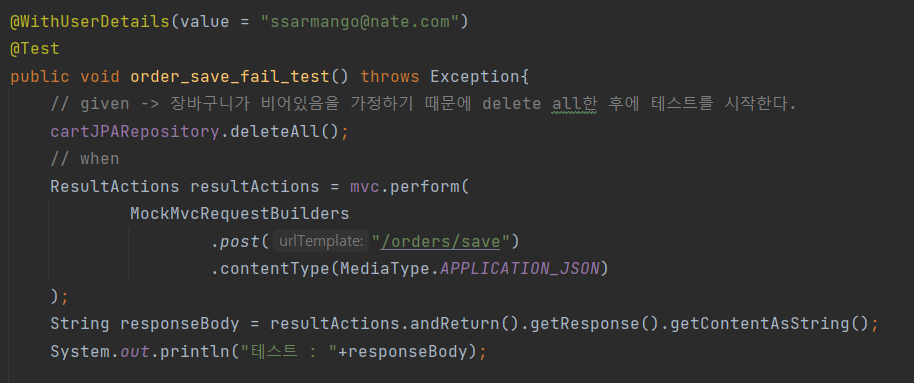 @WithUserDetails(value = "ssarmango@nate.com")
@Test
public void order_save_fail_test() throws Exception{
// given -> 장바구니가 비어있음을 가정하기 때문에 delete all한 후에 테스트를 시작한다.
cartJPARepository.deleteAll();
// when
ResultActions resultActions = mvc.perform(
MockMvcRequestBuilders
.post( urlTemplate: "/orders/save")
.contentType(MediaType.APPLICATION_JSON)
);
String responseBody = resultActions.andReturn().getResponse().getContentAsString();
System.out.println("테스트 : "+responseBody);